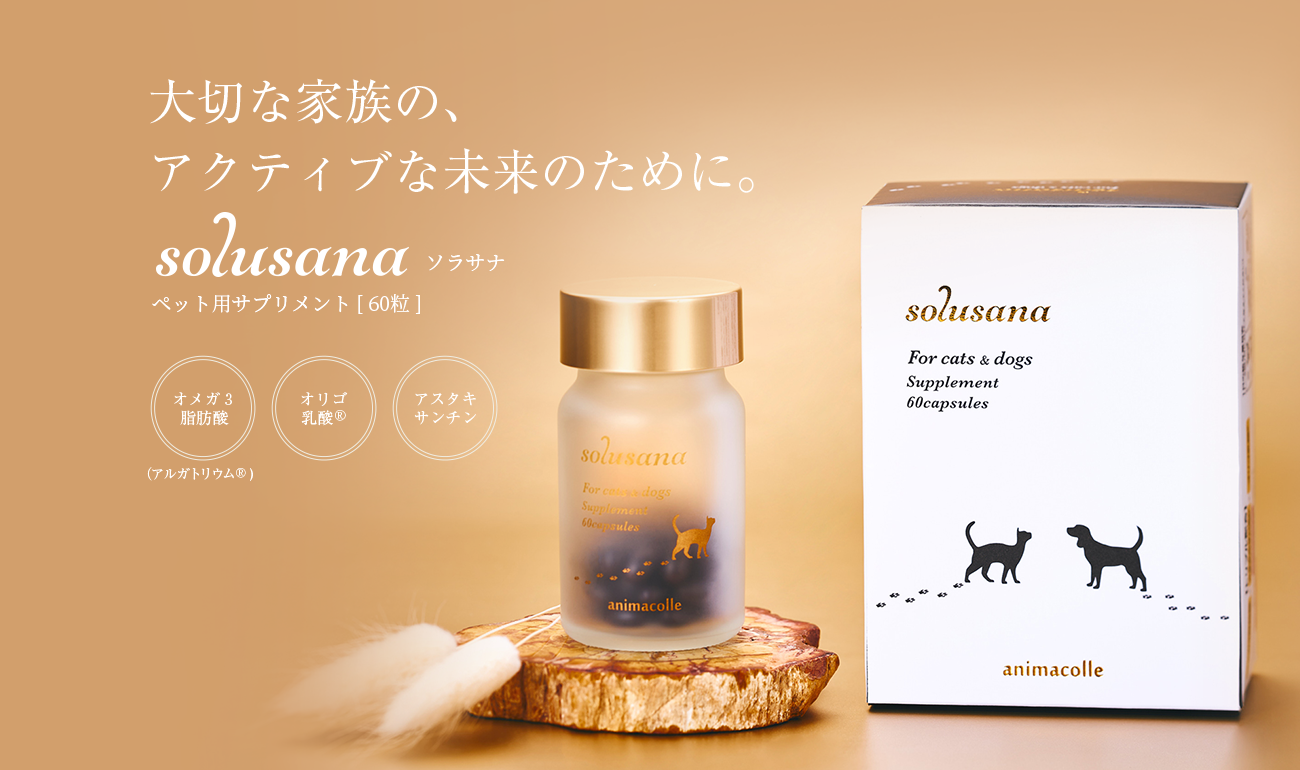 大切な家族の、
アクティブな未来のために。
solusana ソラサナ
ペット用サプリメント [ 60粒 ]
オメガ3
脂肪酸
(アルガトリウム®)
オリゴ
乳酸®
アスタキ
サンチン
solusana
For cats & dogs
Supplement
60capsules
animacolle
solusana
For cats & dogs
Supplement
60capsules
animacolle